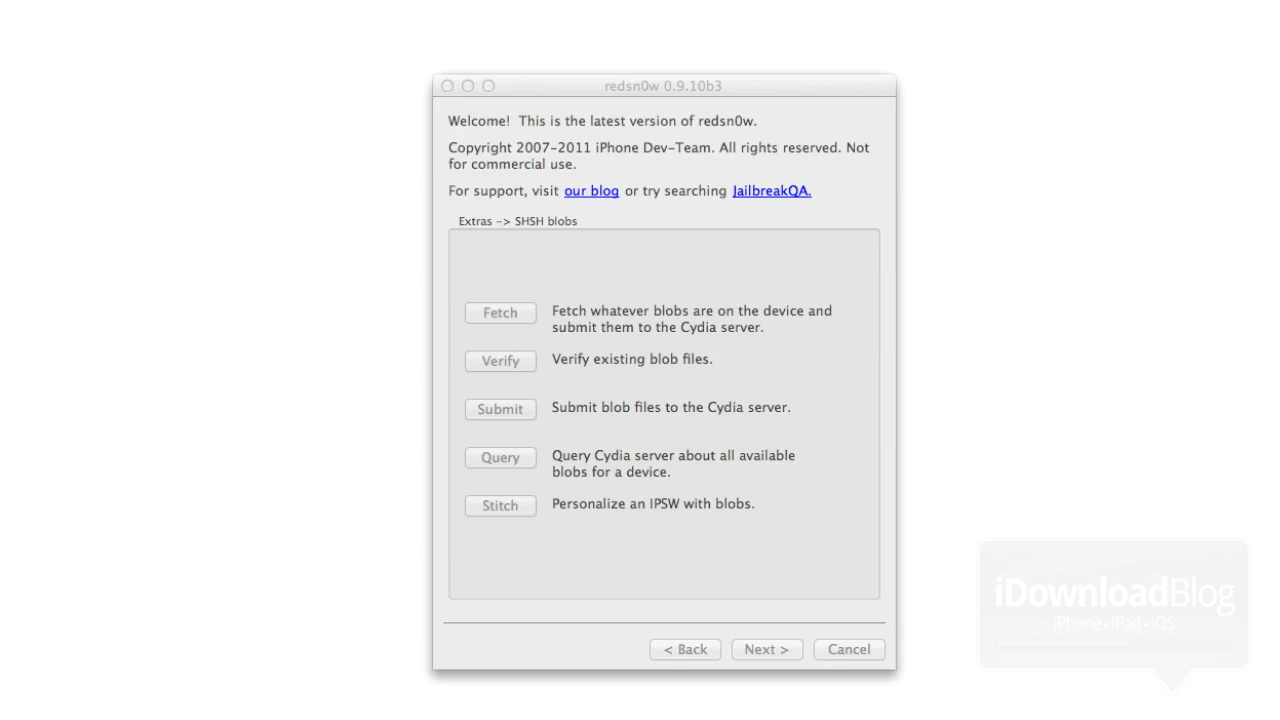 redsn0w 0.9.10b3
Welcome!  This is the latest version of redsn0w.
Copyright 2007-2011 iPhone Dev-Team. All rights reserved. Not
for commercial use.
For support, visit our blog or try searching JailbreakQA.
Extras -> SHSH blobs
Fetch
Fetch whatever blobs are on the device and
submit them to the Cydia server.
Verify
Verify existing blob files.
Submit
Submit blob files to the Cydia server.
Query
Query Cydia server about all available
blobs for a device.
Stitch
Personalize an IPSW with blobs.
< Back
Next >
Cancel
iDownloadBlog
iPhone•iPad•iOS